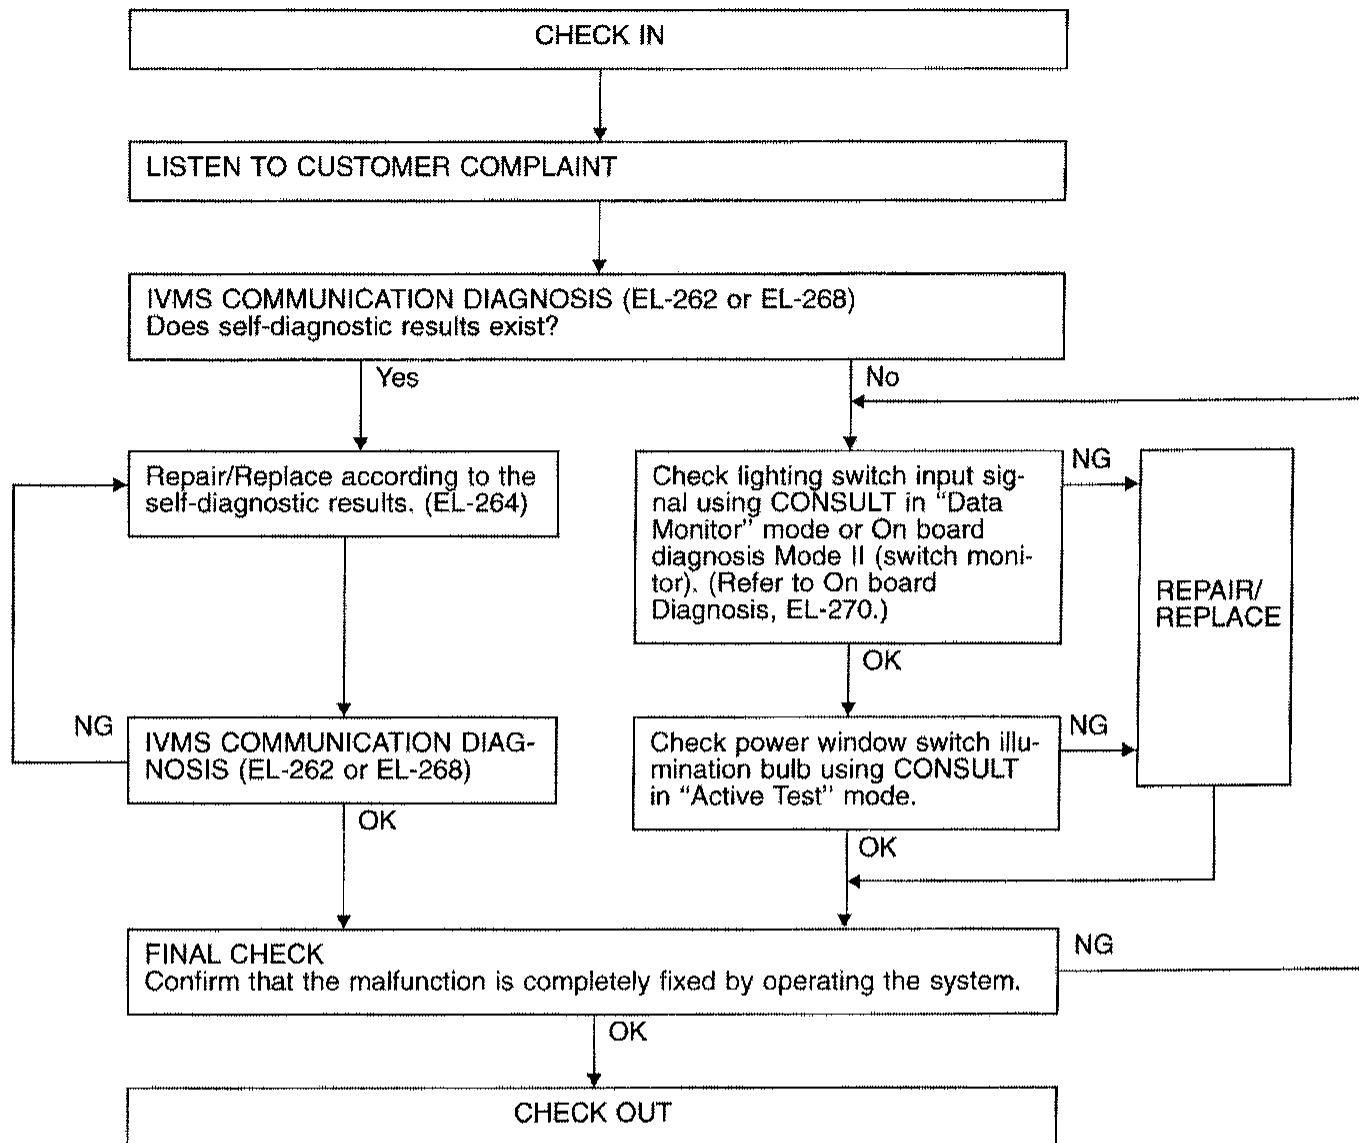 CHECK IN
LISTEN TO CUSTOMER COMPLAINT
IVMS COMMUNICATION DIAGNOSIS (EL-262 or EL-268)
Does self-diagnostic results exist?
Yes
No
Repair/Replace according to the
self-diagnostic results. (EL-264)
Check lighting switch input sig-
nal using CONSULT in “Data
Monitor” mode or On board
diagnosis Mode II (switch moni-
tor). (Refer to On board
Diagnosis, EL-270.)
NG
REPAIR/
REPLACE
OK
NG
IVMS COMMUNICATION DIAG-
NOSIS (EL-262 or EL-268)
Check power window switch illu-
mination bulb using CONSULT
in “Active Test” mode.
NG
OK
OK
FINAL CHECK
Confirm that the malfunction is completely fixed by operating the system.
NG
OK
CHECK OUT